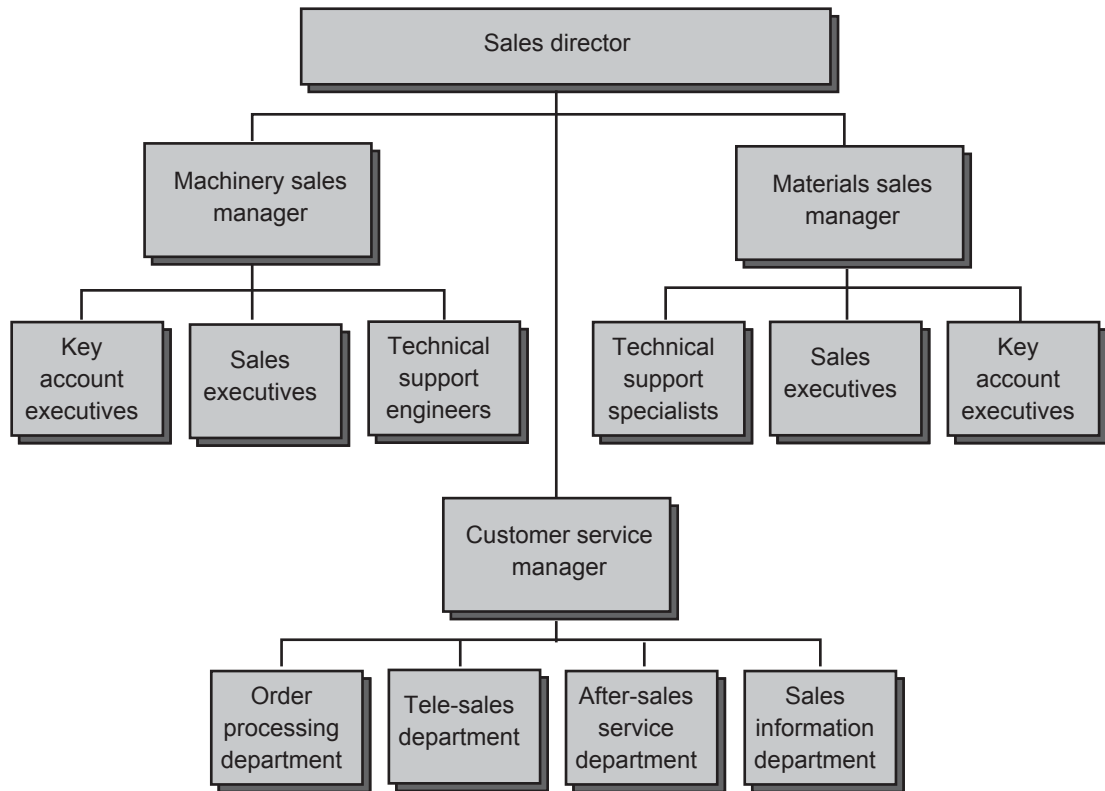 Sales director
Machinery sales
manager
Materials sales
manager
Key
account
executives
Sales
executives
Technical
support
engineers
Technical
support
specialists
Sales
executives
Key
account
executives
Customer service
manager
Order
processing
department
Tele-sales
department
After-sales
service
department
Sales
information
department